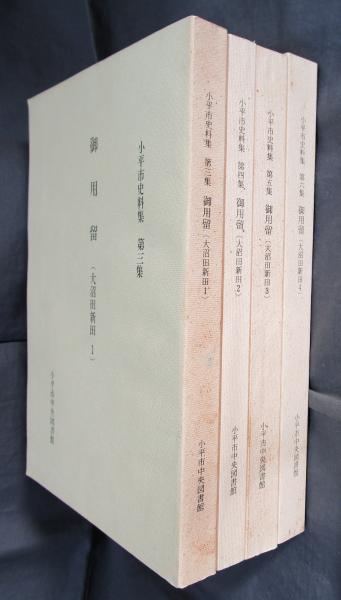 小平市史料集 第三集
御用留(大沼田新田1)
小平市中央図書館
小平市史料集 第三集 御用留(大沼田新田1) 小平市中央図書館
小平市史料集 第四集 御用留(大沼田新田2) 小平市中央図書館
小平市史料集 第五集 御用留(大沼田新田3) 小平市中央図書館
小平市史料集 第六集 御用留(大沼田新田4) 小平市中央図書館